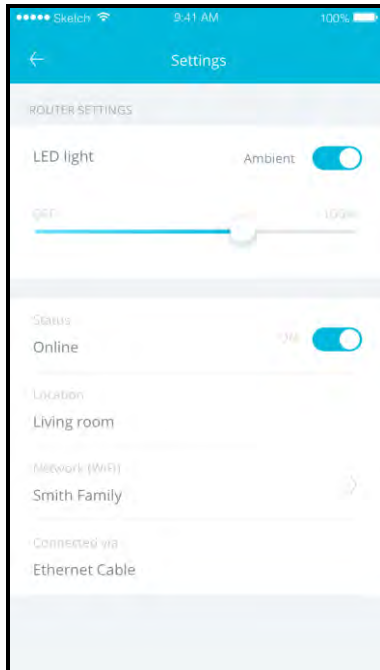 Skelch 9:41 AM 100%
Settings
ROUTER SETTINGS
LED light Ambient
OFF 100%
Status
Online ON
Location
Living room
Network (WiFi)
Smith Family
Connected via
Ethernet Cable